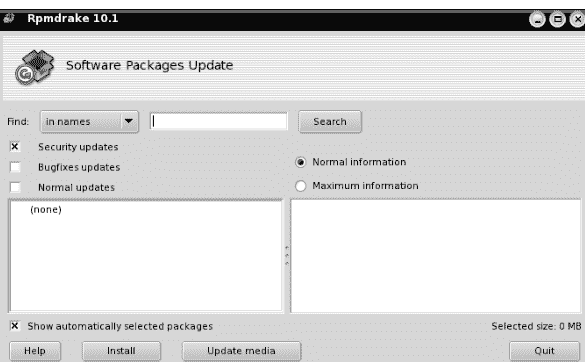 Rpmdrake 10.1
Software Packages Update
Find: in names Search
Security updates
Bugfixes updates
Normal updates
Normal information
Maximum information
(none)
Show automatically selected packages
Selected size: 0 MB
Help Install Update media Quit